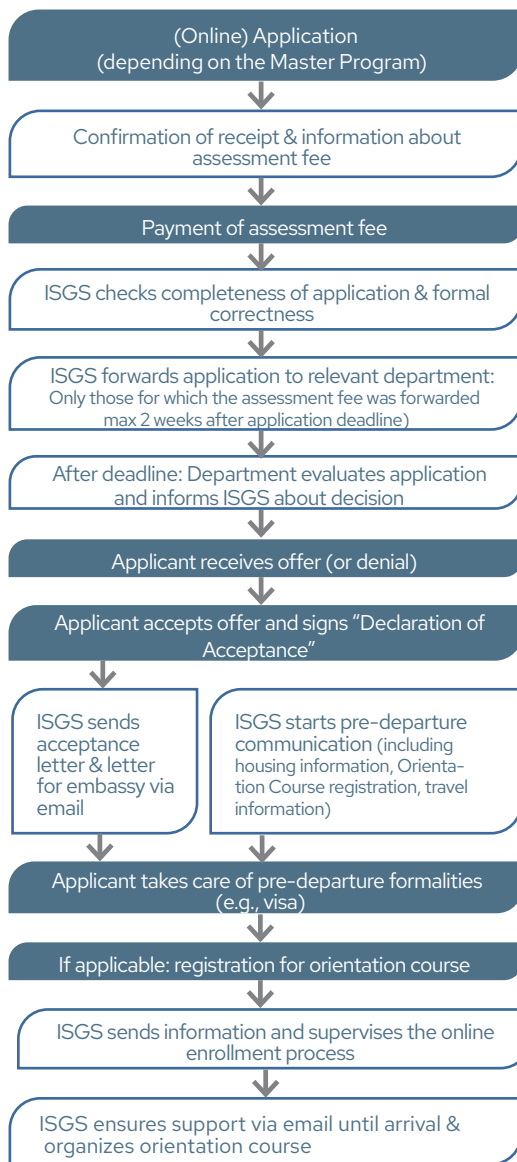 (Online) Application
(depending on the Master Program)
Confirmation of receipt & information about
assessment fee
Payment of assessment fee
ISGS checks completeness of application & formal
correctness
ISGS forwards application to relevant department:
Only those for which the assessment fee was forwarded
max 2 weeks after application deadline)
After deadline: Department evaluates application
and informs ISGS about decision
Applicant receives offer (or denial)
Applicant accepts offer and signs “Declaration of
Acceptance”
ISGS sends
acceptance
letter & letter
for embassy via
email
ISGS starts pre-departure
communication (including
housing information, Orienta-
tion Course registration, travel
information)
Applicant takes care of pre-departure formalities
(e.g., visa)
If applicable: registration for orientation course
ISGS sends information and supervises the online
enrollment process
ISGS ensures support via email until arrival &
organizes orientation course